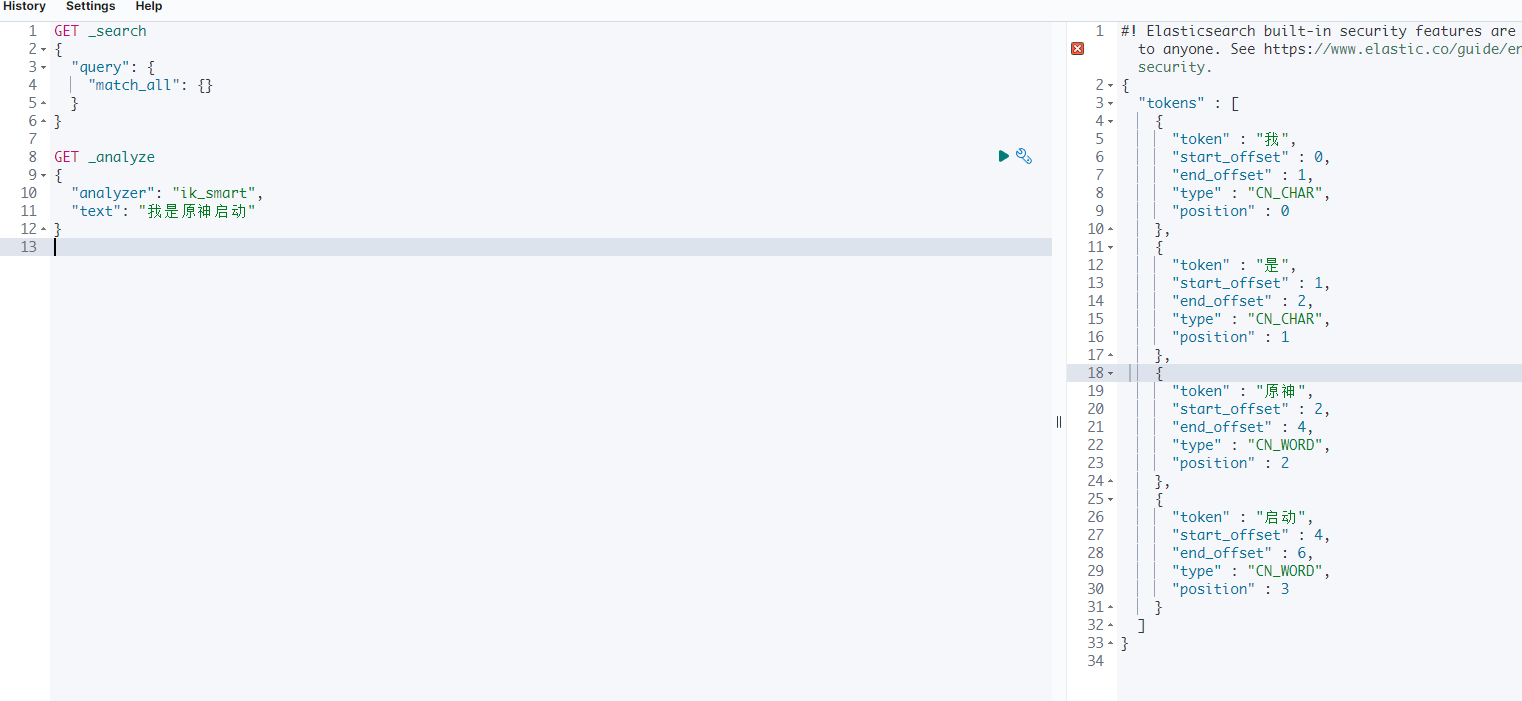 History Settings Help
1 GET _search
2 {
3 "query": {
4 "match_all": {}
5 }
6 }
7
8 GET _analyze
9 {
10 "analyzer": "ik_smart",
11 "text": "我是原神启动"
12 }
13
1 #! Elasticsearch built-in security features are
to anyone. See https://www.elastic.co/guide/en
security.
2 {
3 "tokens" : [
4 {
5 "token" : "我",
6 "start_offset" : 0,
7 "end_offset" : 1,
8 "type" : "CN_CHAR",
9 "position" : 0
10 },
11 {
12 "token" : "是",
13 "start_offset" : 1,
14 "end_offset" : 2,
15 "type" : "CN_CHAR",
16 "position" : 1
17 },
18 {
19 "token" : "原神",
20 "start_offset" : 2,
21 "end_offset" : 4,
22 "type" : "CN_WORD",
23 "position" : 2
24 },
25 {
26 "token" : "启动",
27 "start_offset" : 4,
28 "end_offset" : 6,
29 "type" : "CN_WORD",
30 "position" : 3
31 }
32 ]
33 }
34